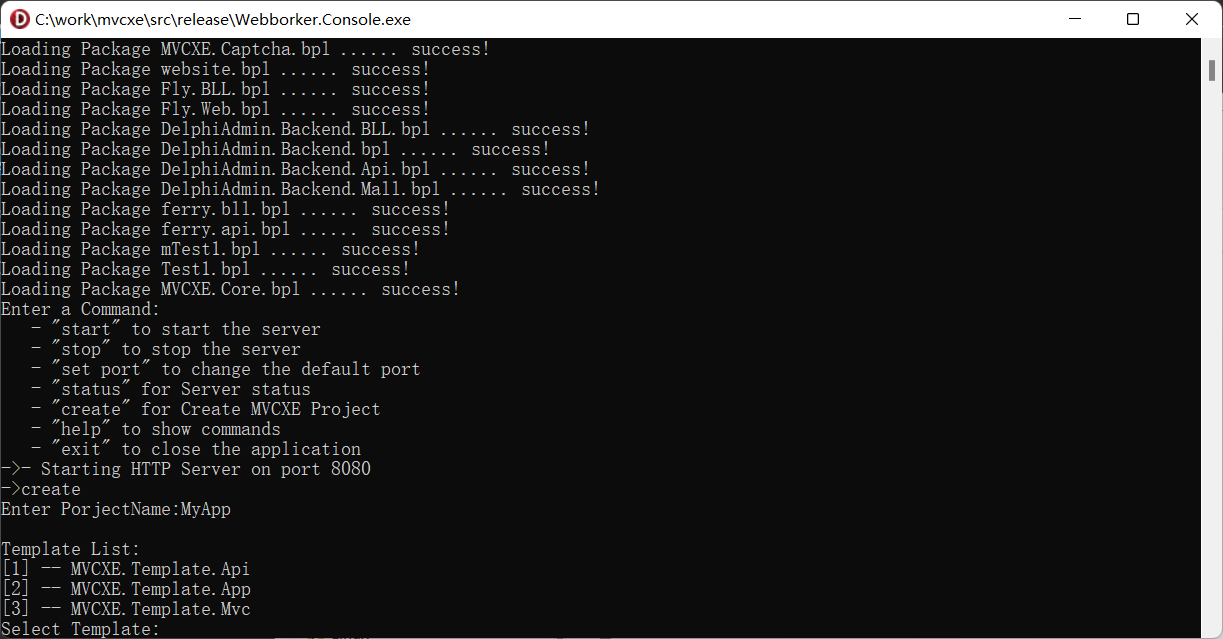 C:\work\mvcxe\src\release\Webborker.Console.exe
Loading Package MVCXE.Captcha.bpl ...... success!
Loading Package website.bpl ...... success!
Loading Package Fly.BLL.bpl ...... success!
Loading Package Fly.Web.bpl ...... success!
Loading Package DelphiAdmin.Backend.BLL.bpl ...... success!
Loading Package DelphiAdmin.Backend.bpl ...... success!
Loading Package DelphiAdmin.Backend.Api.bpl ...... success!
Loading Package DelphiAdmin.Backend.Mall.bpl ...... success!
Loading Package ferry.bll.bpl ...... success!
Loading Package ferry.api.bpl ...... success!
Loading Package mTest1.bpl ...... success!
Loading Package Test1.bpl ...... success!
Loading Package MVCXE.Core.bpl ...... success!
Enter a Command:
   - "start" to start the server
   - "stop" to stop the server
   - "set port" to change the default port
   - "status" for Server status
   - "create" for Create MVCXE Project
   - "help" to show commands
   - "exit" to close the application
->- Starting HTTP Server on port 8080
->create
Enter PorjectName:MyApp
Template List:
[1] -- MVCXE.Template.Api
[2] -- MVCXE.Template.App
[3] -- MVCXE.Template.Mvc
Select Template: